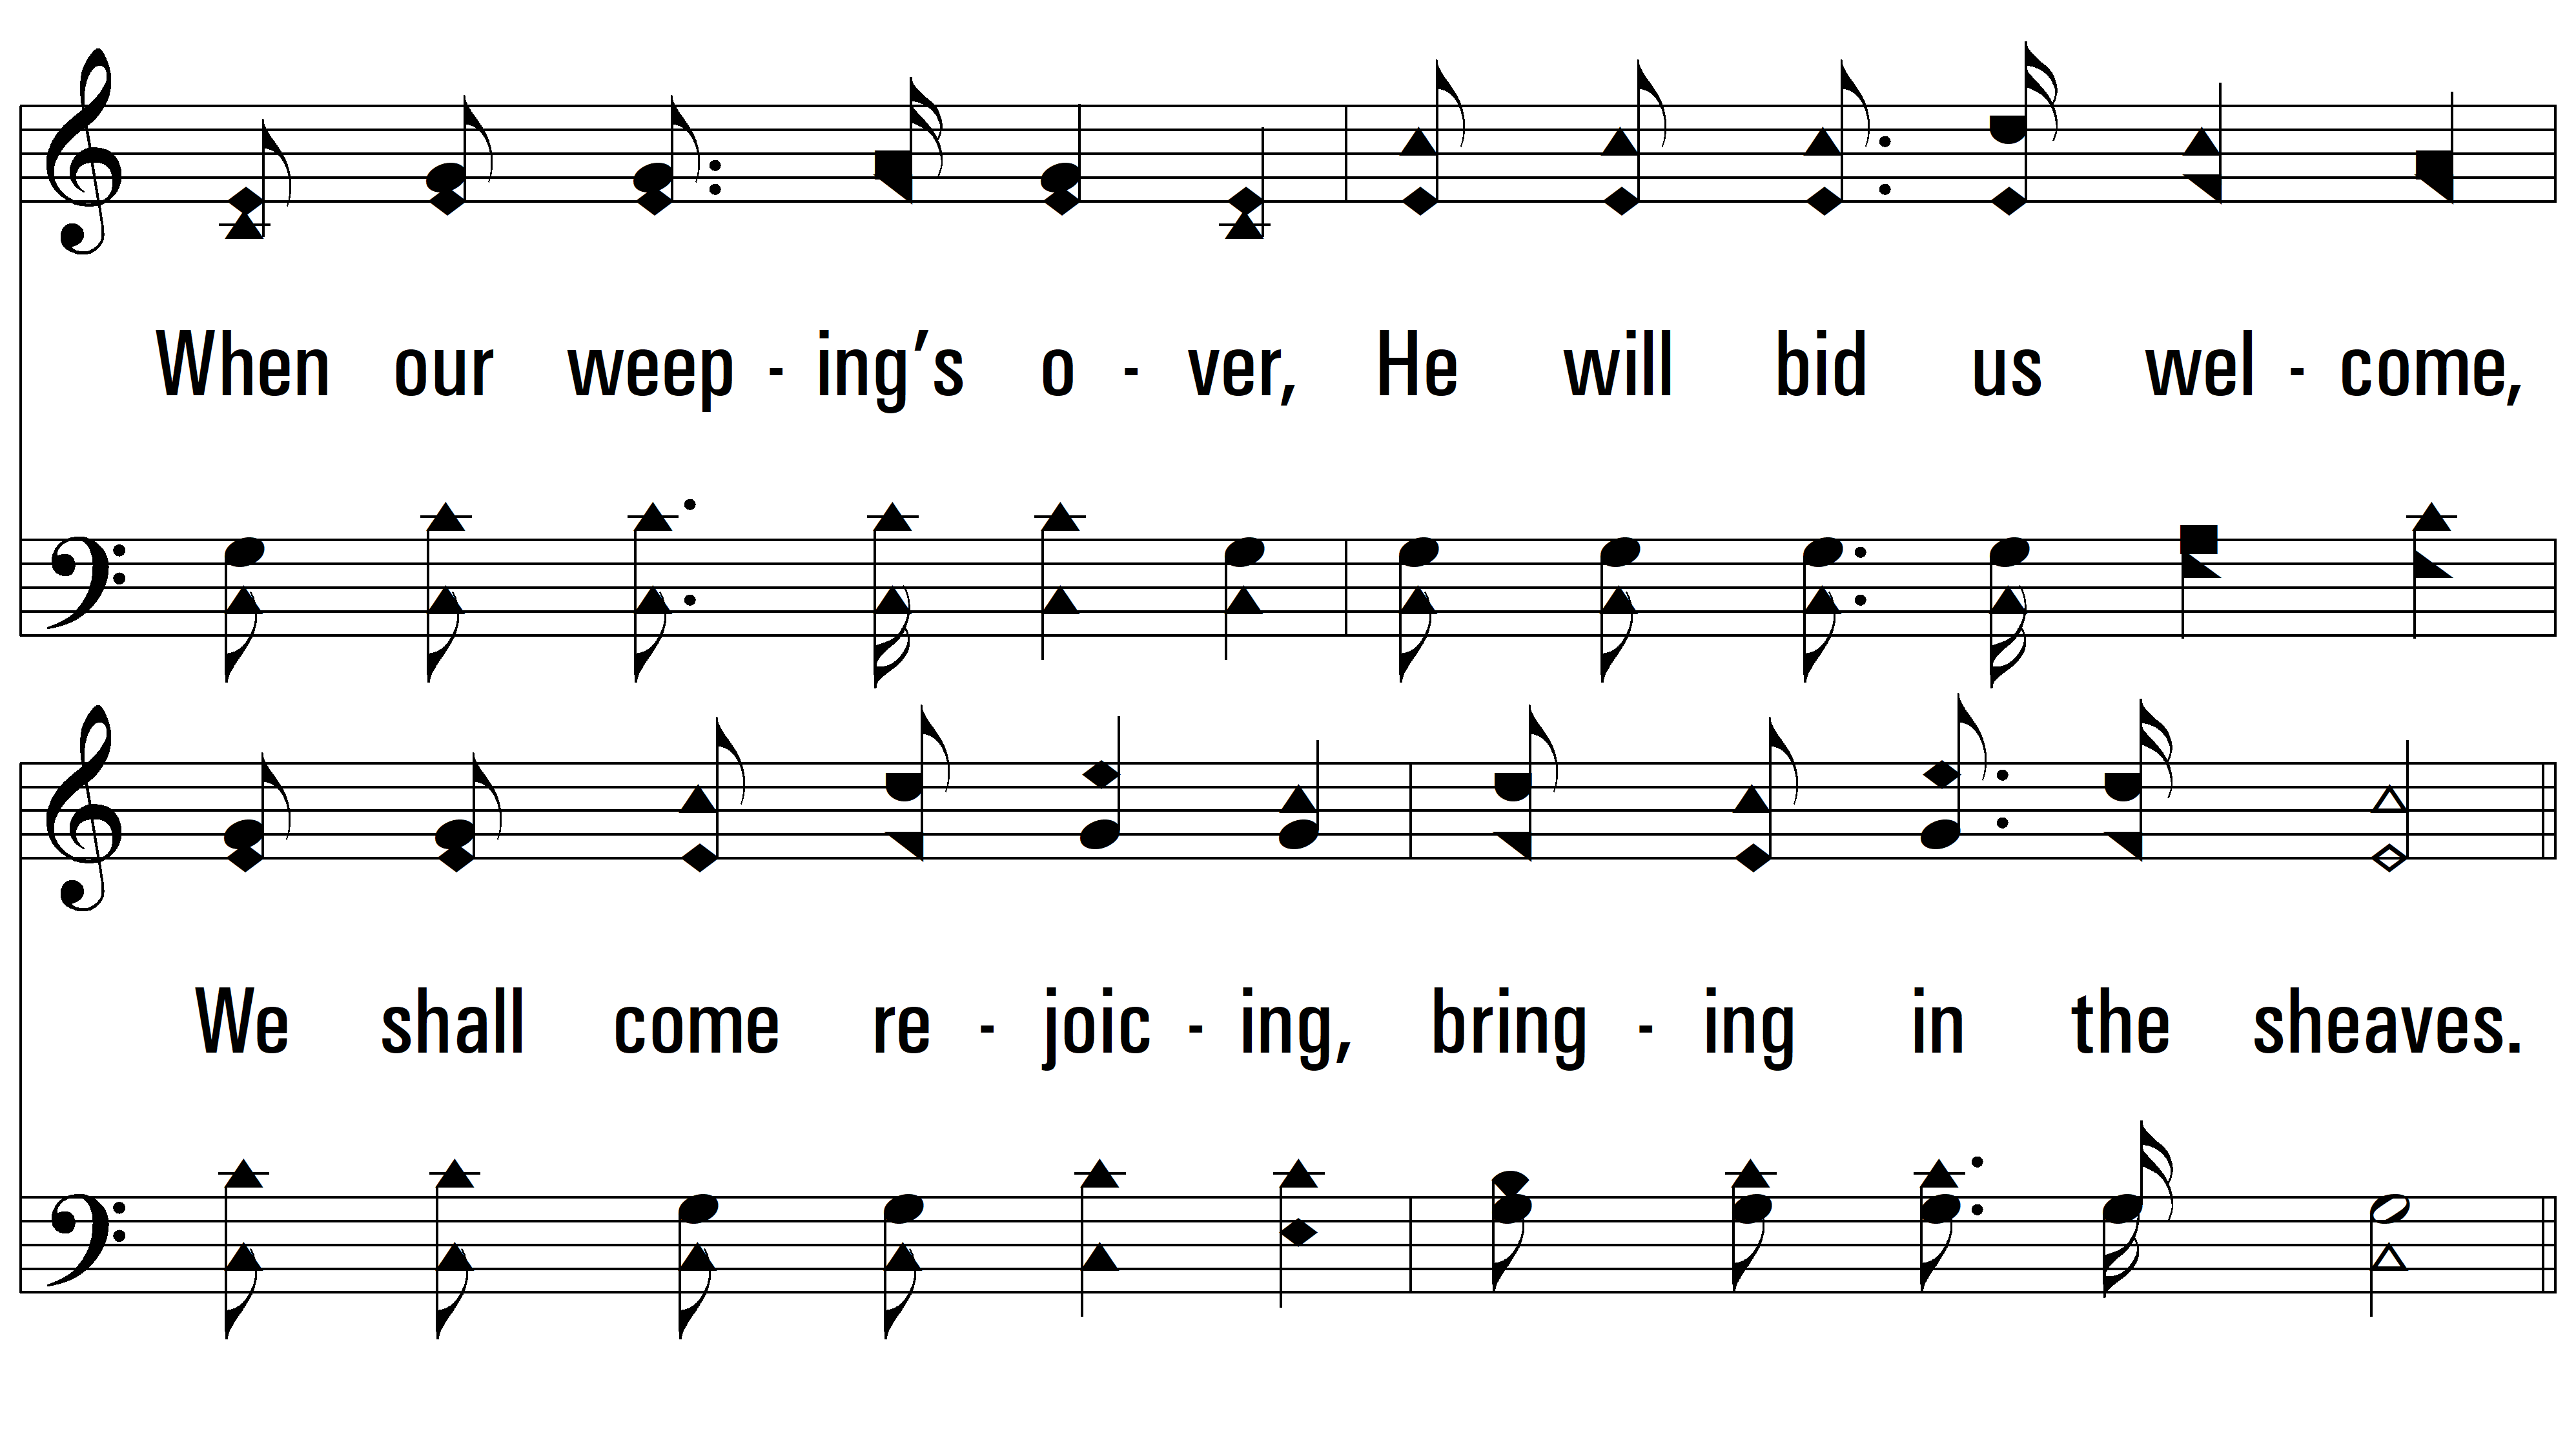 When our weep - ing’s o - ver, He will bid us wel - come,
We shall come re - joic - ing, bring - ing in the sheaves.